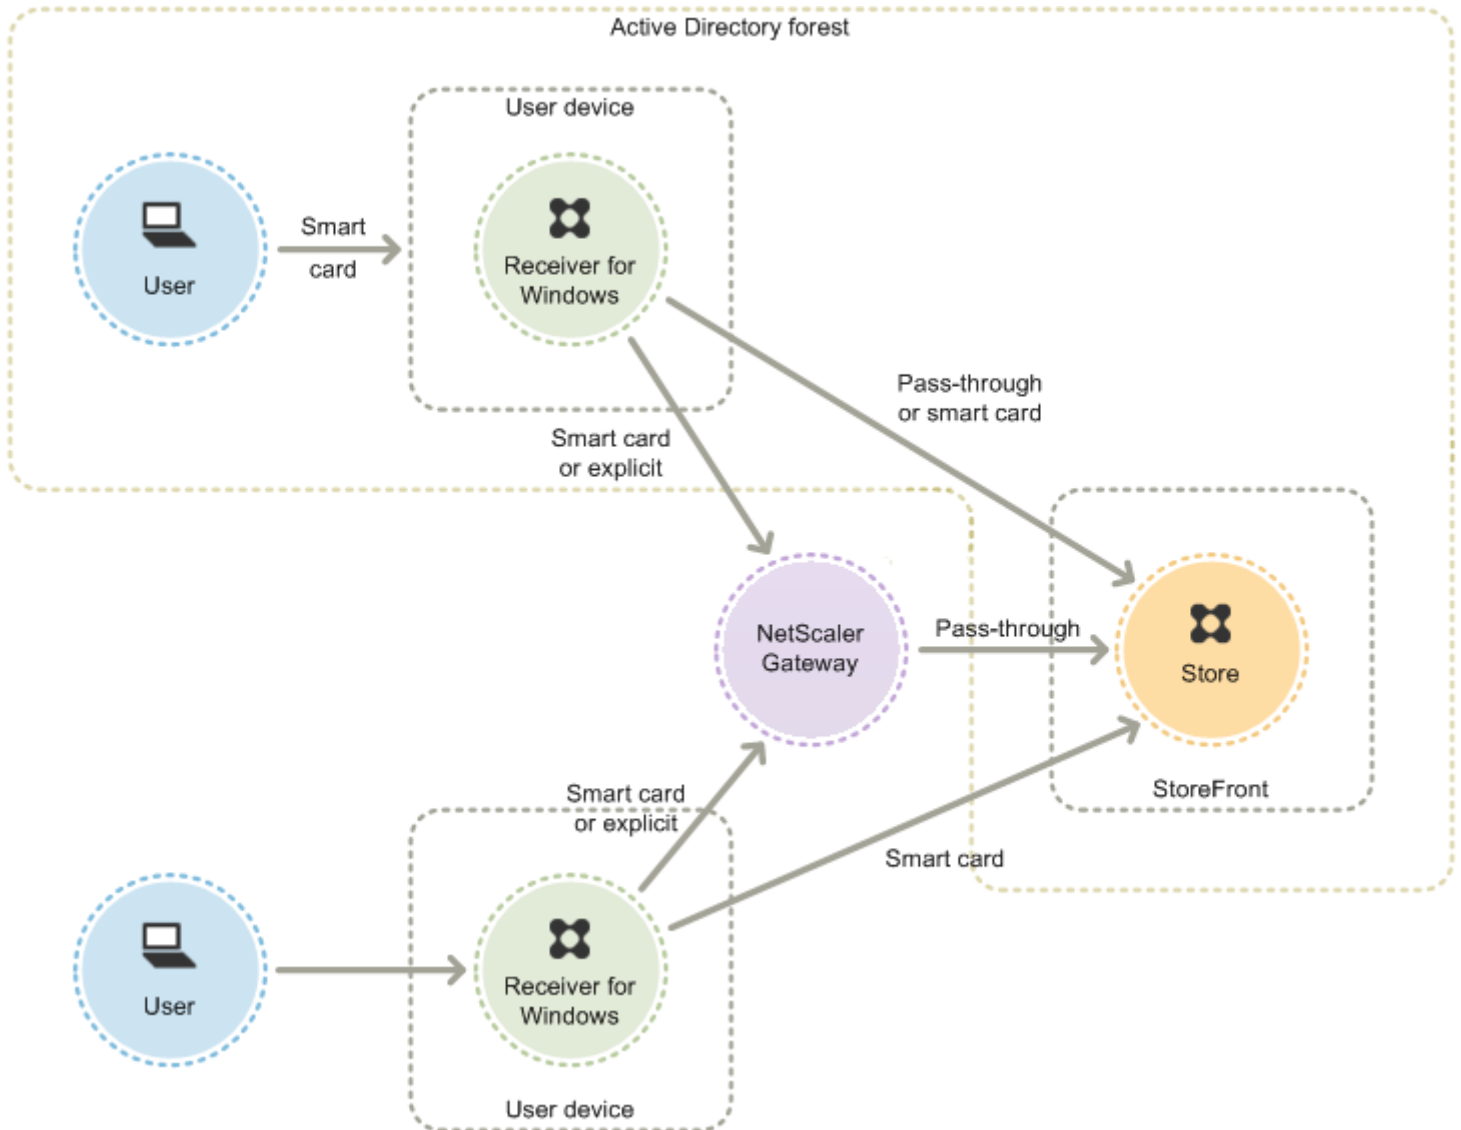 Active Directory forest
User device
Smart
card
User
Receiver for
Windows
Pass-through
or smart card
Smart card
or explicit
NetScaler
Gateway
Pass-through
Store
StoreFront
Smart card
or explicit
Smart card
User
Receiver for
Windows
User device